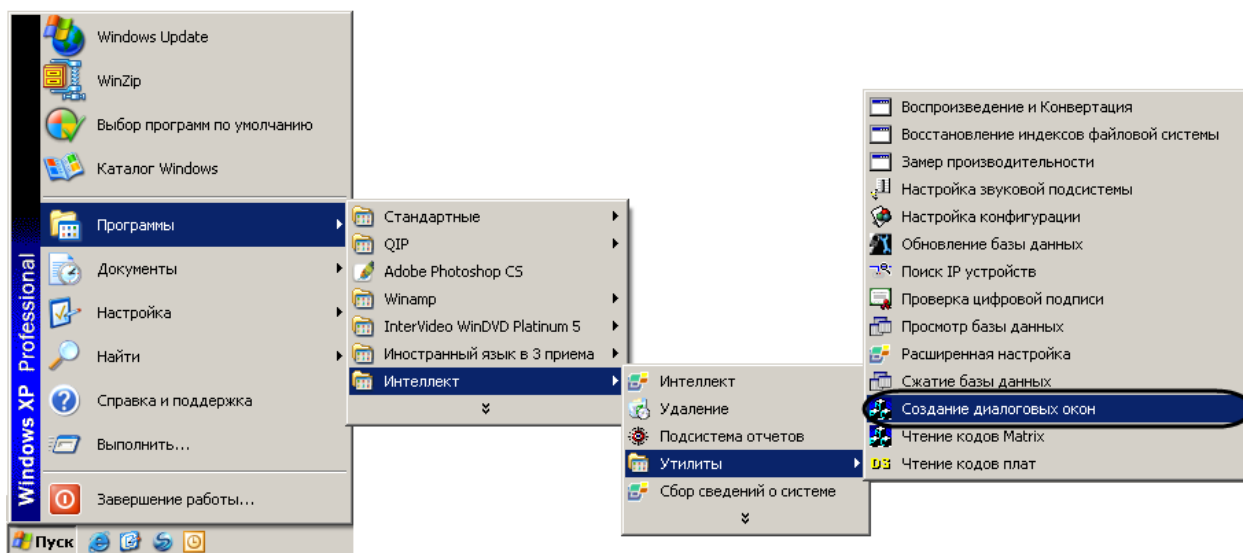 Windows XP Professional
Windows Update
WinZip
Выбор программ по умолчанию
Каталог Windows
Программы
Документы
Настройка
Найти
Справка и поддержка
Выполнить...
Завершение работы...
Пуск
Стандартные
QIP
Adobe Photoshop CS
Winamp
InterVideo WinDVD Platinum 5
Иностранный язык в 3 приема
Интеллект
Интеллект
Удаление
Подсистема отчетов
Утилиты
Сбор сведений о системе
Воспроизведение и Конвертация
Восстановление индексов файловой системы
Замер производительности
Настройка звуковой подсистемы
Настройка конфигурации
Обновление базы данных
Поиск IP устройств
Проверка цифровой подписи
Просмотр базы данных
Расширенная настройка
Сжатие базы данных
Создание диалоговых окон
Чтение кодов Matrix
D3 Чтение кодов плат